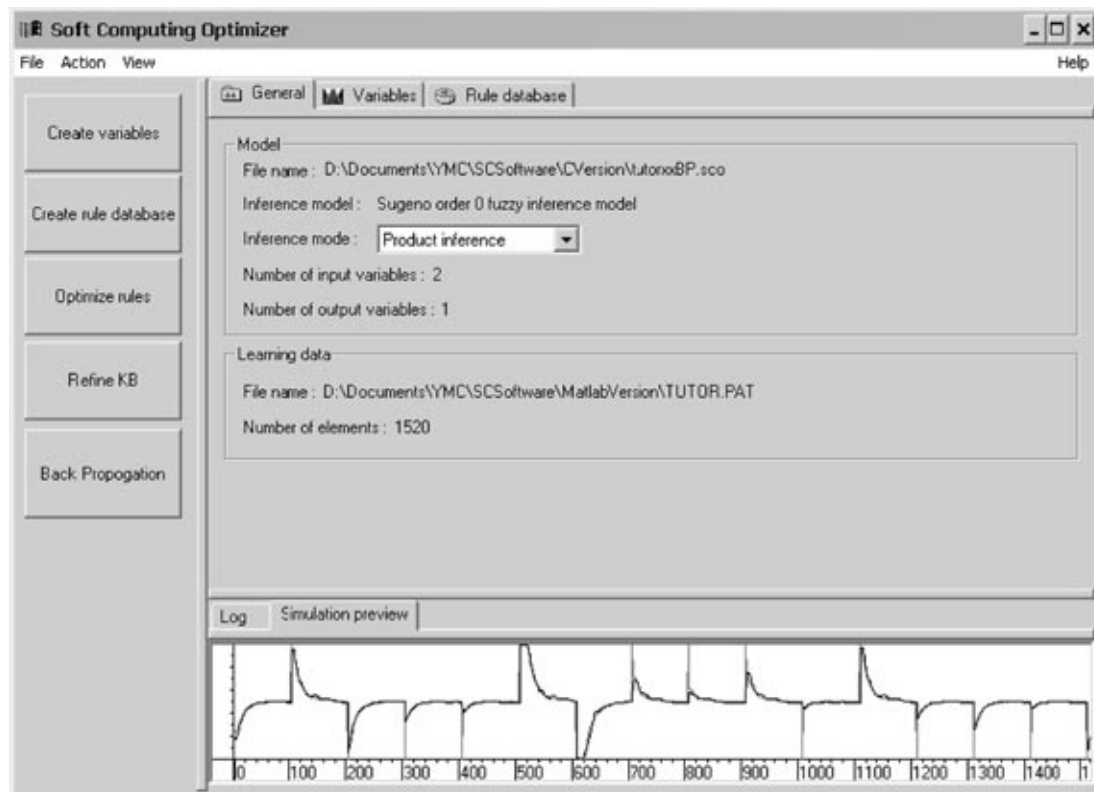 Soft Computing Optimizer
File Action View Help
Create variables
Create rule database
Optimize rules
Refine KB
Back Propogation
General Variables Rule database
Model
File name : D:\Documents\YMC\SCSoftware\CVersion\tutorxxBP.sco
Inference model : Sugeno order 0 fuzzy inference model
Inference mode : Product inference
Number of input variables : 2
Number of output variables : 1
Learning data
File name : D:\Documents\YMC\SCSoftware\MatlabVersion\TUTOR.PAT
Number of elements : 1520
Log Simulation preview
0 100 200 300 400 500 600 700 800 900 1000 1100 1200 1300 1400 1